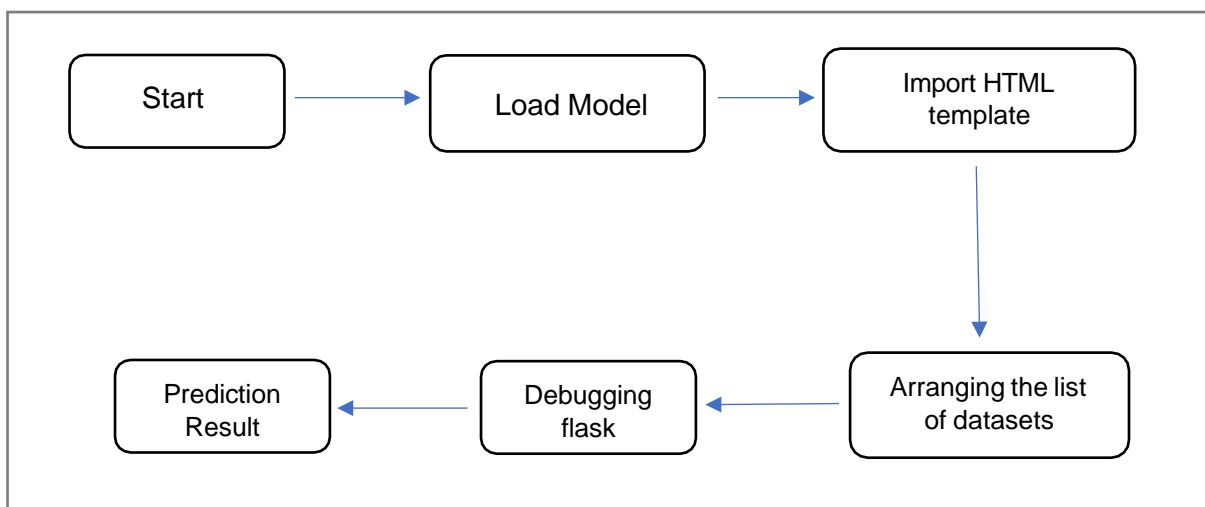 Start
Load Model
Import HTML
template
Arranging the list
of datasets
Debugging
flask
Prediction
Result